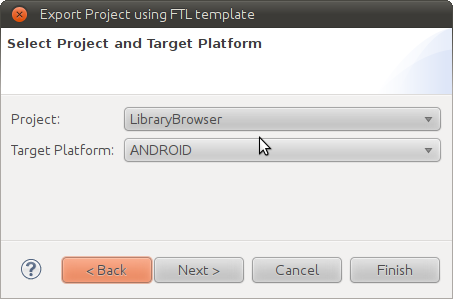 Export Project using FTL template
Select Project and Target Platform
Project: LibraryBrowser
Target Platform: ANDROID
? < Back Next > Cancel Finish